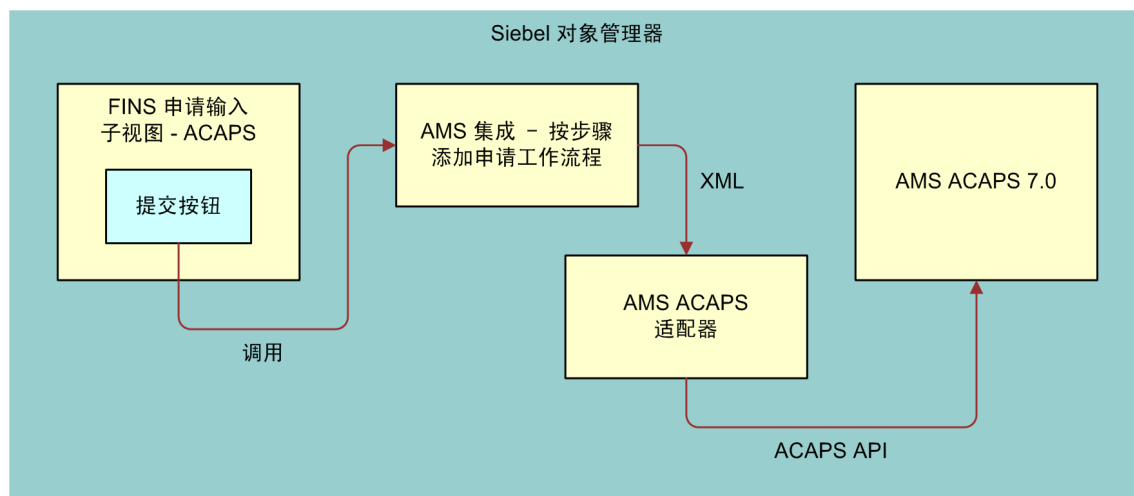 Siebel 对象管理器
FINS 申请输入
子视图 - ACAPS
提交按钮
调用
AMS 集成 – 按步骤
添加申请工作流程
XML
AMS ACAPS
适配器
ACAPS API
AMS ACAPS 7.0